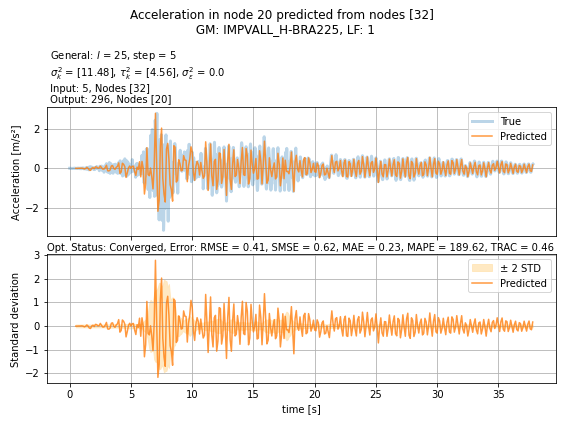 Acceleration in node 20 predicted from nodes [32]
GM: IMPVALL_H-BRA225, LF: 1
General: l = 25, step = 5
σ²ₖ = [11.48], τ²ₖ = [4.56], σ²ε = 0.0
Input: 5, Nodes [32]
Output: 296, Nodes [20]
Acceleration [m/s²]
2
0
−2
True
Predicted
Opt. Status: Converged, Error: RMSE = 0.41, SMSE = 0.62, MAE = 0.23, MAPE = 189.62, TRAC = 0.46
Standard deviation
3
2
1
0
−1
−2
± 2 STD
Predicted
0 5 10 15 20 25 30 35
time [s]